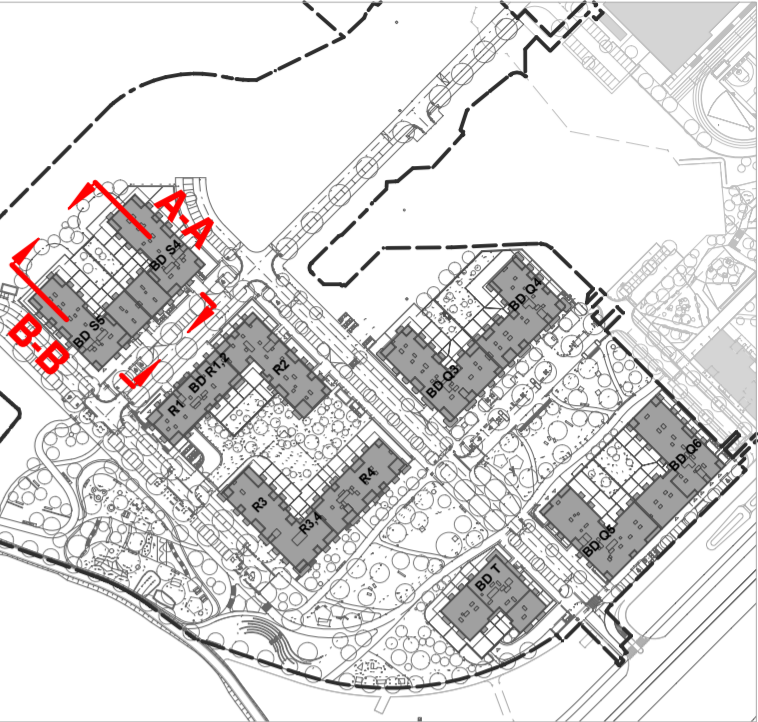 A-A
BD S4
B-B
BD S5
BD Q4
BD Q3
R1
BD R1,2
R2
R3
R3,4
R4
BD Q6
BD Q5
BD T